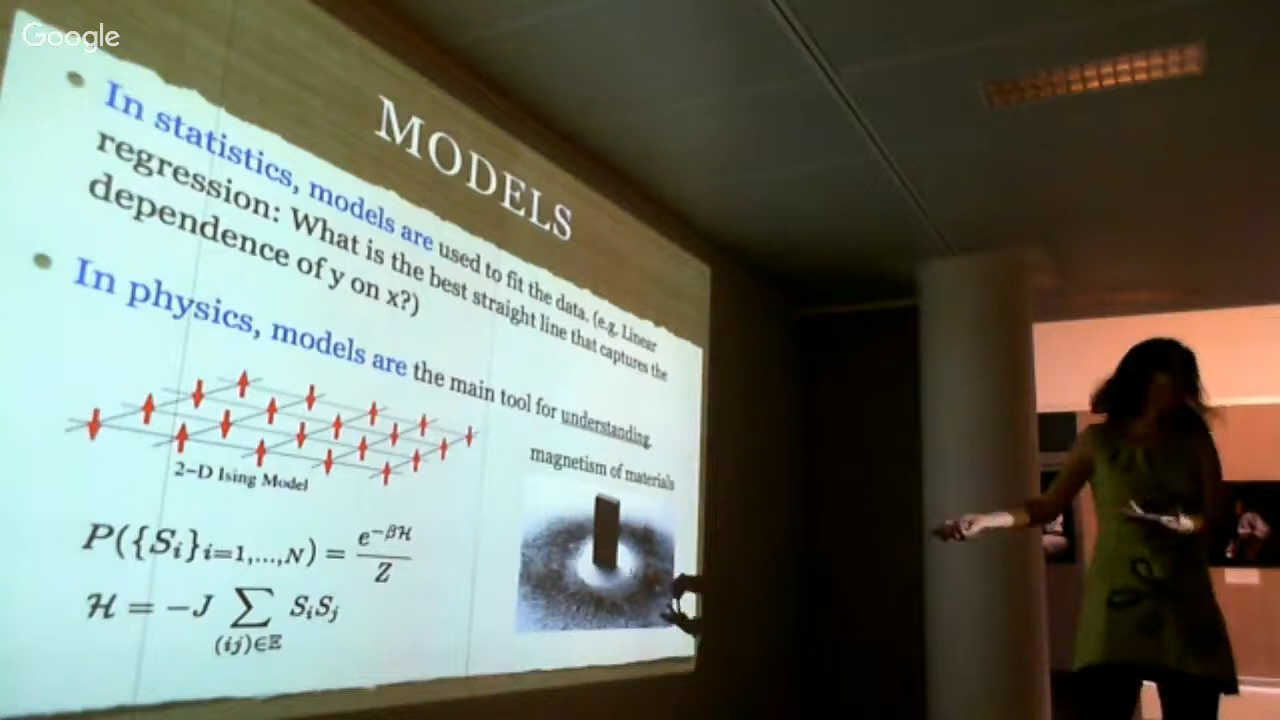 Google
MODELS
In statistics, models are used to fit the data. (e.g. Linear
regression: What is the best straight line that captures the
dependence of y on x?)
In physics, models are the main tool for understanding.
magnetism of materials
2-D Ising Model
P({S_i}_{i=1,...,N}) = e^{-βℋ} / Z
ℋ = -J ∑_{(ij)∈𝔼} S_i S_j